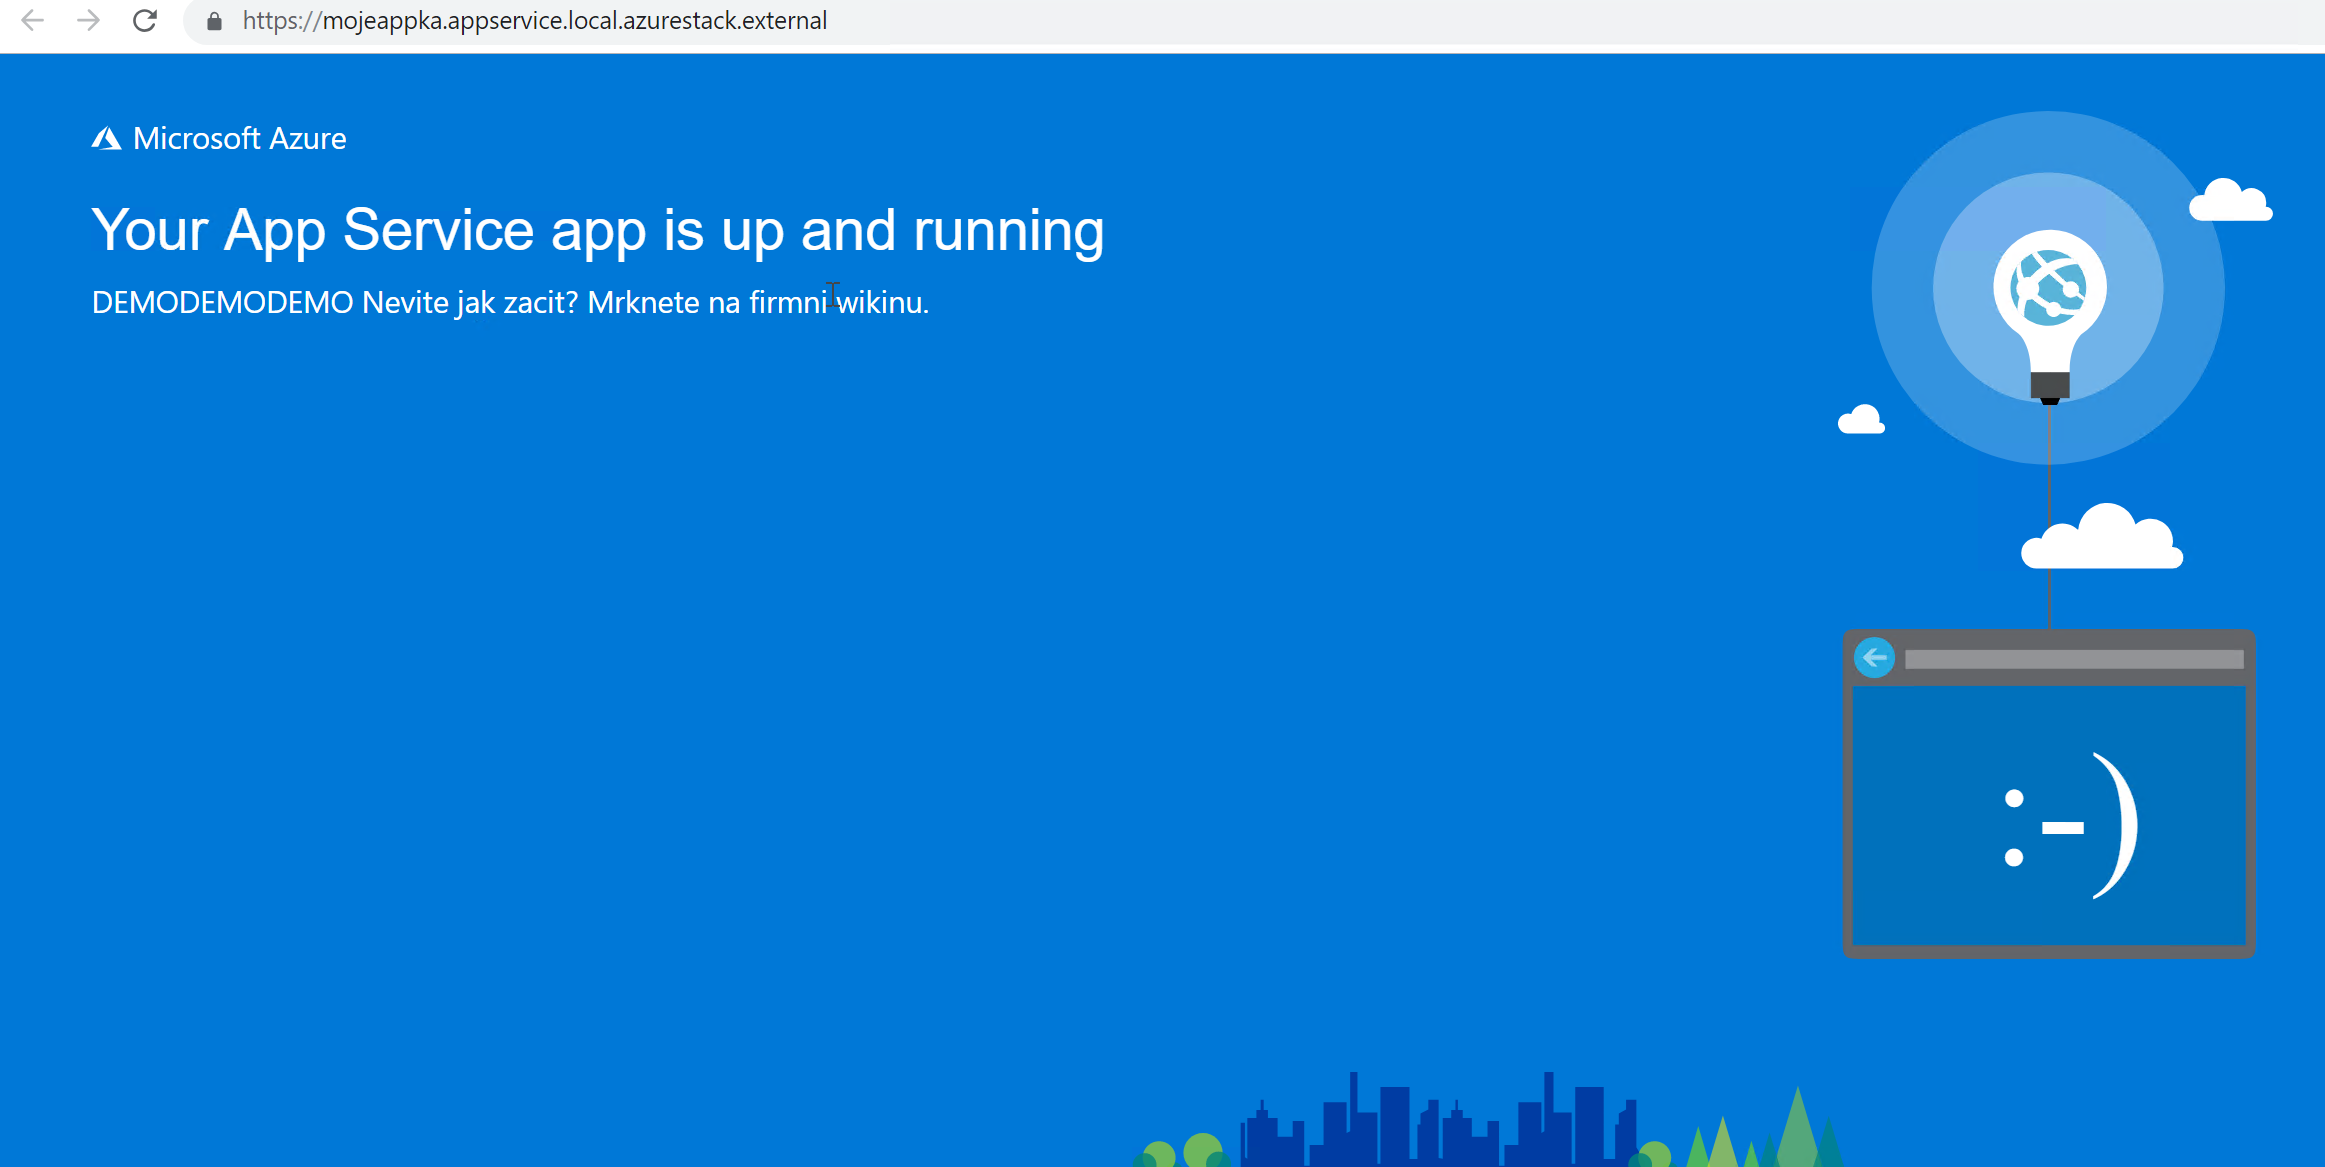 https://mojeappka.appservice.local.azurestack.external
Microsoft Azure
Your App Service app is up and running
DEMODEMODEMO Nevite jak zacit? Mrknete na firmni wikinu.
:-)